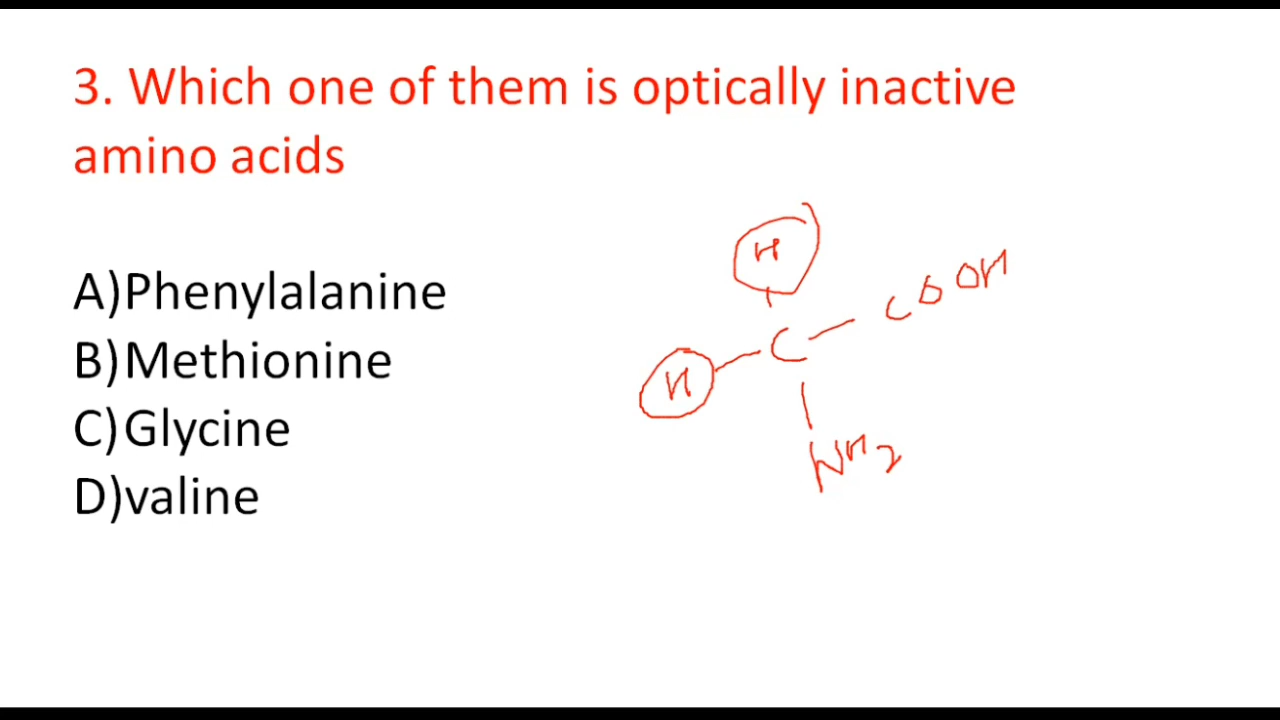 3. Which one of them is optically inactive
amino acids
H
COOH
C
H
NH2
A)Phenylalanine
B)Methionine
C)Glycine
D)valine